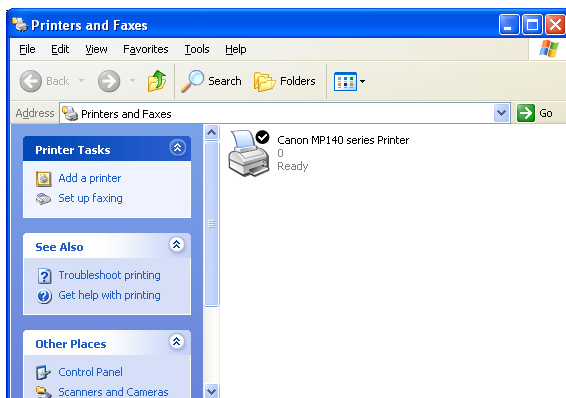 Printers and Faxes
File Edit View Favorites Tools Help
Back Search Folders
Address Printers and Faxes Go
Printer Tasks
Add a printer
Set up faxing
See Also
Troubleshoot printing
Get help with printing
Other Places
Control Panel
Scanners and Cameras
Canon MP140 series Printer
0
Ready